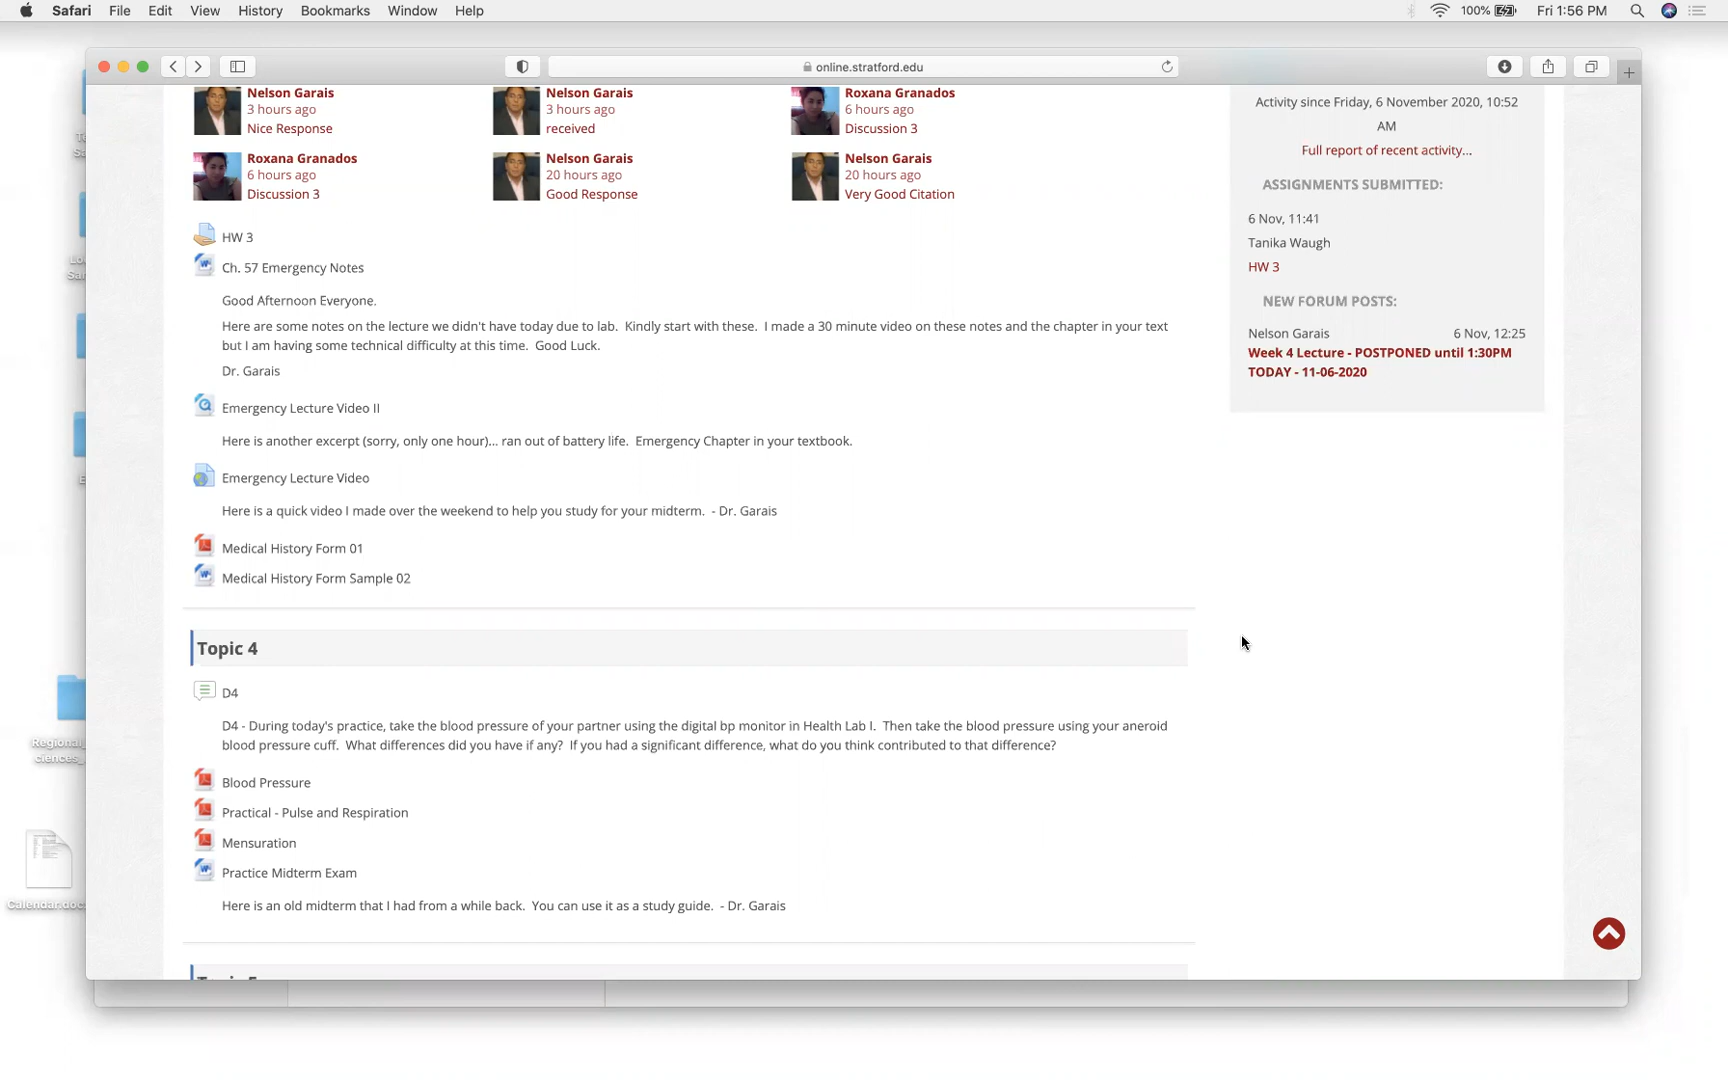 Safari File Edit View History Bookmarks Window Help 100% Fri 1:56 PM
online.stratford.edu
Nelson Garais
3 hours ago
Nice Response
Nelson Garais
3 hours ago
received
Roxana Granados
6 hours ago
Discussion 3
Roxana Granados
6 hours ago
Discussion 3
Nelson Garais
20 hours ago
Good Response
Nelson Garais
20 hours ago
Very Good Citation
HW 3
Ch. 57 Emergency Notes
Good Afternoon Everyone.
Here are some notes on the lecture we didn't have today due to lab. Kindly start with these. I made a 30 minute video on these notes and the chapter in your text
but I am having some technical difficulty at this time. Good Luck.
Dr. Garais
Emergency Lecture Video II
Here is another excerpt (sorry, only one hour)... ran out of battery life. Emergency Chapter in your textbook.
Emergency Lecture Video
Here is a quick video I made over the weekend to help you study for your midterm. - Dr. Garais
Medical History Form 01
Medical History Form Sample 02
Topic 4
D4
D4 - During today's practice, take the blood pressure of your partner using the digital bp monitor in Health Lab I. Then take the blood pressure using your aneroid
blood pressure cuff. What differences did you have if any? If you had a significant difference, what do you think contributed to that difference?
Blood Pressure
Practical - Pulse and Respiration
Mensuration
Practice Midterm Exam
Here is an old midterm that I had from a while back. You can use it as a study guide. - Dr. Garais
Activity since Friday, 6 November 2020, 10:52
AM
Full report of recent activity...
ASSIGNMENTS SUBMITTED:
6 Nov, 11:41
Tanika Waugh
HW 3
NEW FORUM POSTS:
Nelson Garais 6 Nov, 12:25
Week 4 Lecture - POSTPONED until 1:30PM
TODAY - 11-06-2020
Regional_
ciences_
Calendar.doc